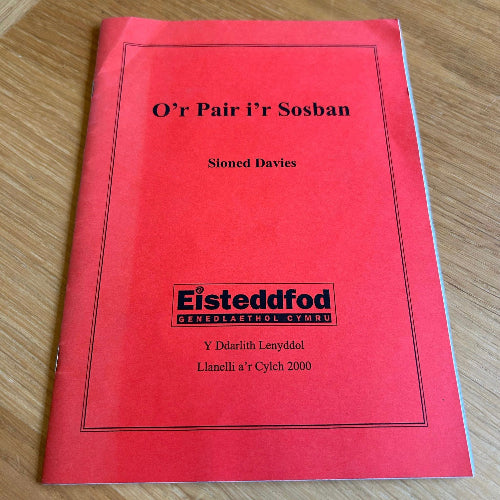 O'r Pair i'r Sosban
Sioned Davies
Eisteddfod
GENEDLAETHOL CYMRU
Y Ddarlith Lenyddol
Llanelli a'r Cylch 2000